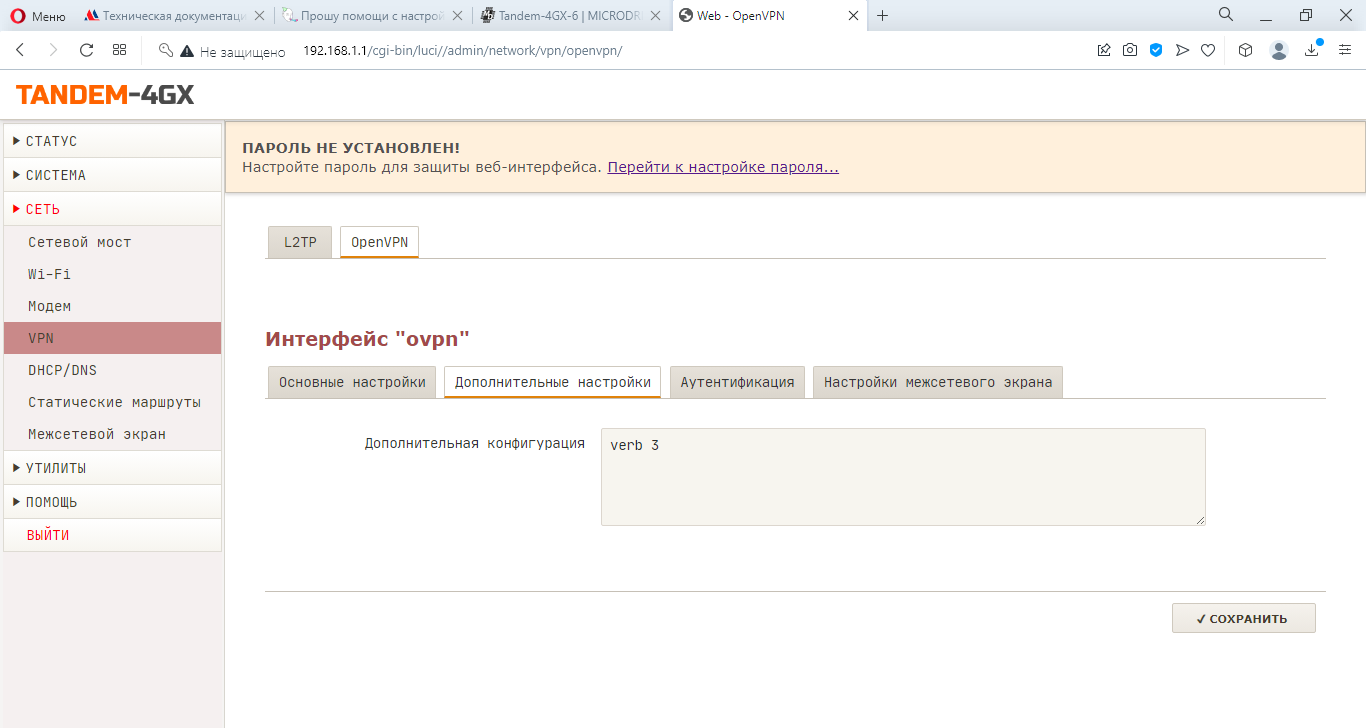 Меню
Техническая документаци
Прошу помощи с настрой
Tandem-4GX-6 | MICRODR
Web - OpenVPN
Не защищено
192.168.1.1/cgi-bin/luci//admin/network/vpn/openvpn/
TANDEM-4GX
СТАТУС
СИСТЕМА
СЕТЬ
Сетевой мост
Wi-Fi
Модем
VPN
DHCP/DNS
Статические маршруты
Межсетевой экран
УТИЛИТЫ
ПОМОЩЬ
ВЫЙТИ
ПАРОЛЬ НЕ УСТАНОВЛЕН!
Настройте пароль для защиты веб-интерфейса. Перейти к настройке пароля...
L2TP
OpenVPN
Интерфейс "ovpn"
Основные настройки
Дополнительные настройки
Аутентификация
Настройки межсетевого экрана
Дополнительная конфигурация
verb 3
✓ СОХРАНИТЬ